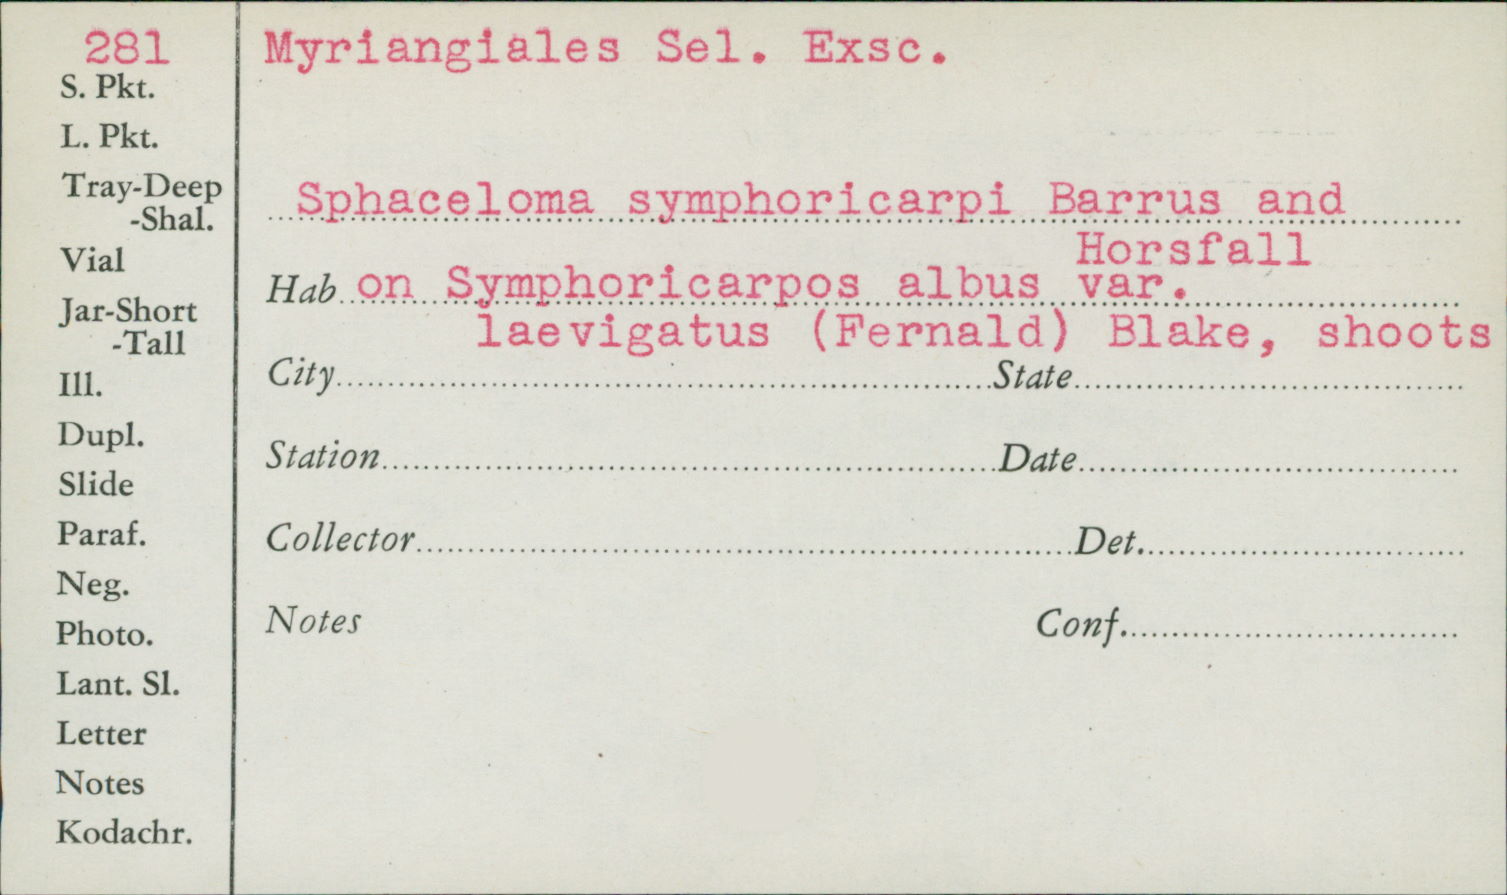 281
S. Pkt.
L. Pkt.
Tray-Deep
-Shal.
Vial
Jar-Short
-Tall
Ill.
Dupl.
Slide
Paraf.
Neg.
Photo.
Lant. Sl.
Letter
Notes
Kodachr.
Myriangiales Sel. Exsc.
Sphaceloma symphoricarpi Barrus and
Horsfall
Hab on Symphoricarpos albus var.
laevigatus (Fernald) Blake, shoots
City State
Station Date
Collector Det.
Notes Conf.